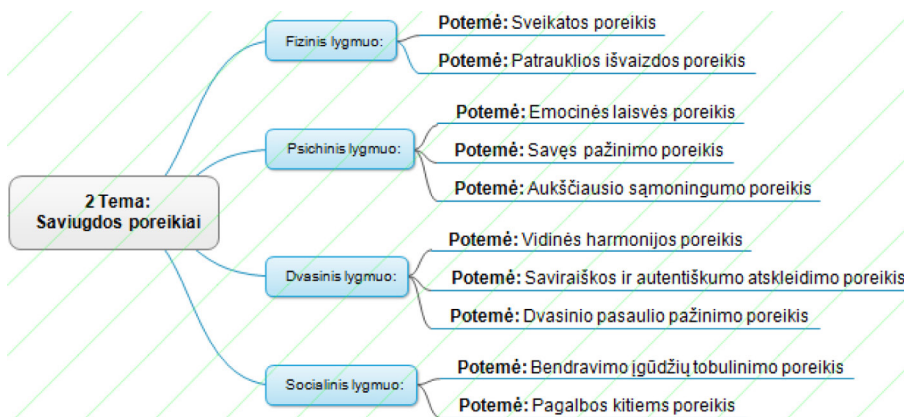 Fizinis lygmuo:
Potemė: Sveikatos poreikis
Potemė: Patrauklios išvaizdos poreikis
Psichinis lygmuo:
Potemė: Emocinės laisvės poreikis
Potemė: Savęs pažinimo poreikis
Potemė: Aukščiausio sąmoningumo poreikis
2 Tema:
Saviugdos poreikiai
Dvasinis lygmuo:
Potemė: Vidinės harmonijos poreikis
Potemė: Saviraiškos ir autentiškumo atskleidimo poreikis
Potemė: Dvasinio pasaulio pažinimo poreikis
Socialinis lygmuo:
Potemė: Bendravimo įgūdžių tobulinimo poreikis
Potemė: Pagalbos kitiems poreikis